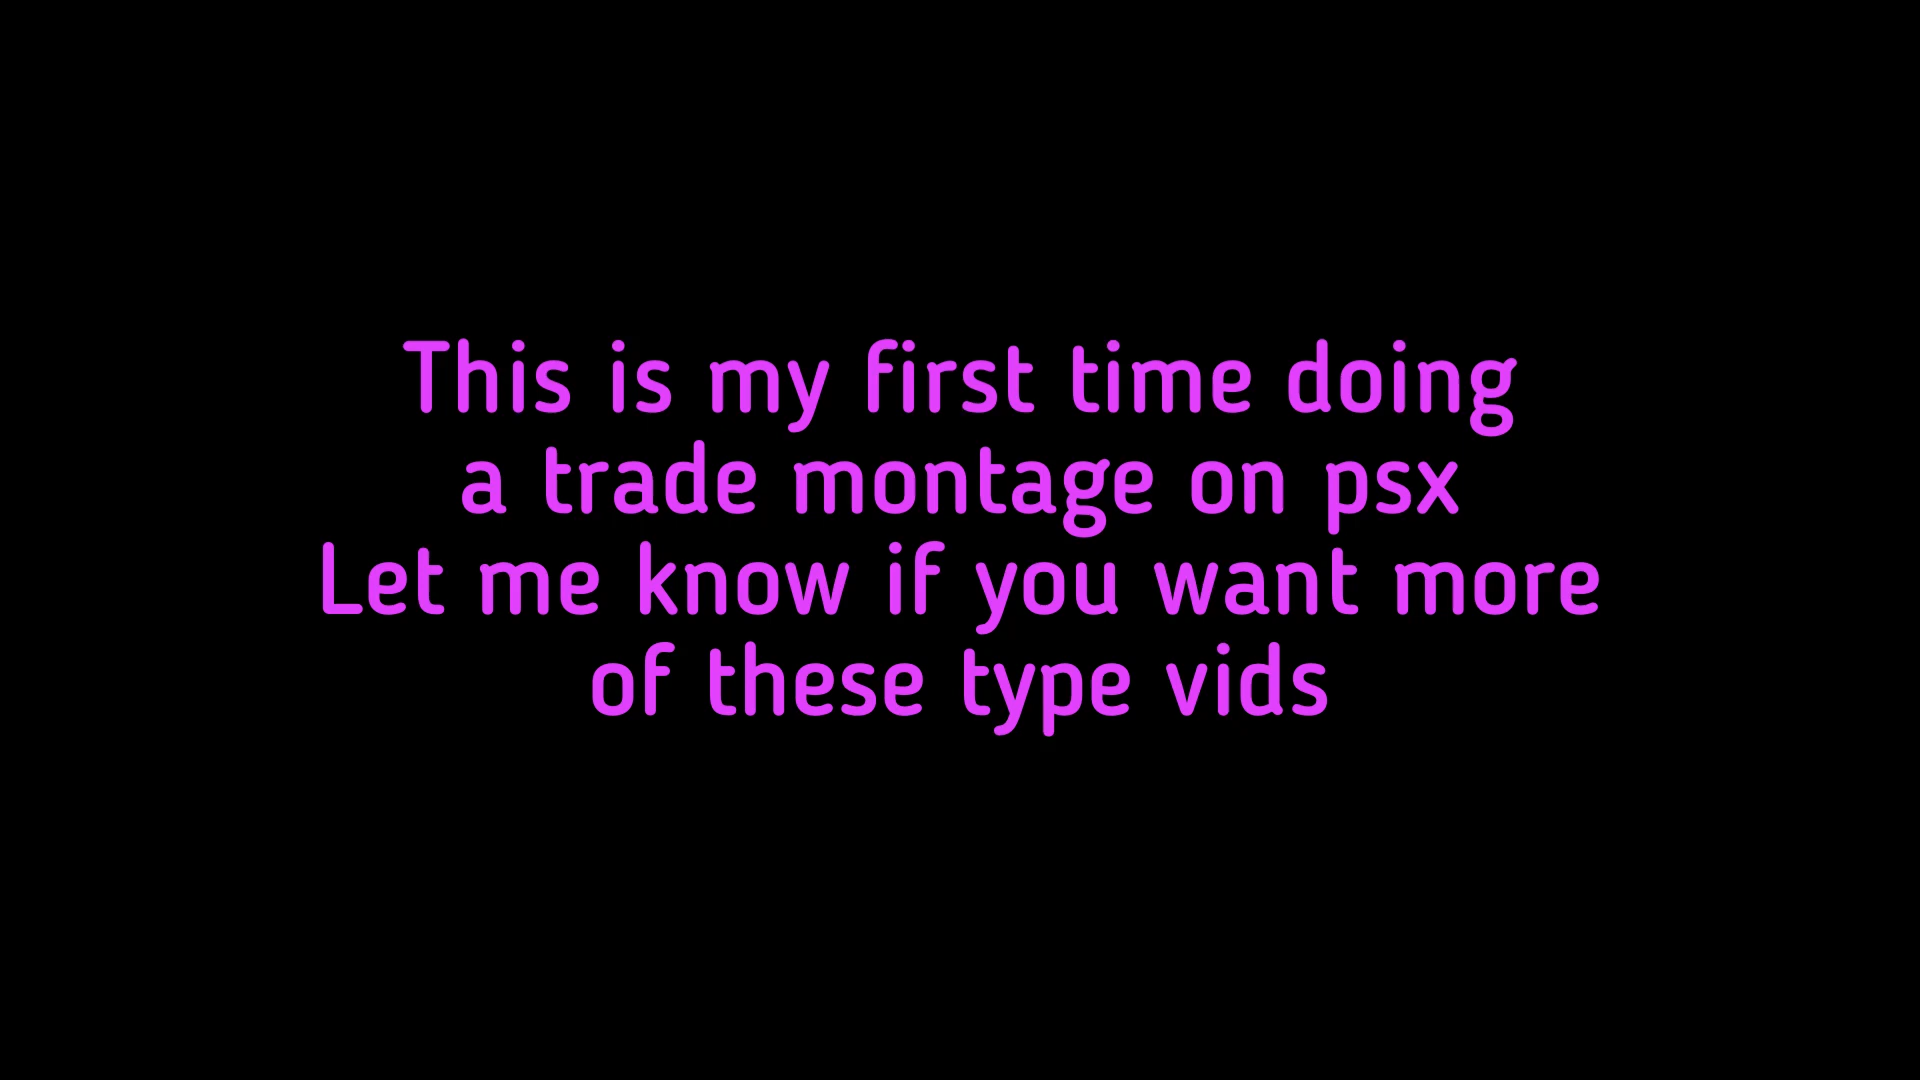 This is my first time doing
a trade montage on psx
Let me know if you want more
of these type vids